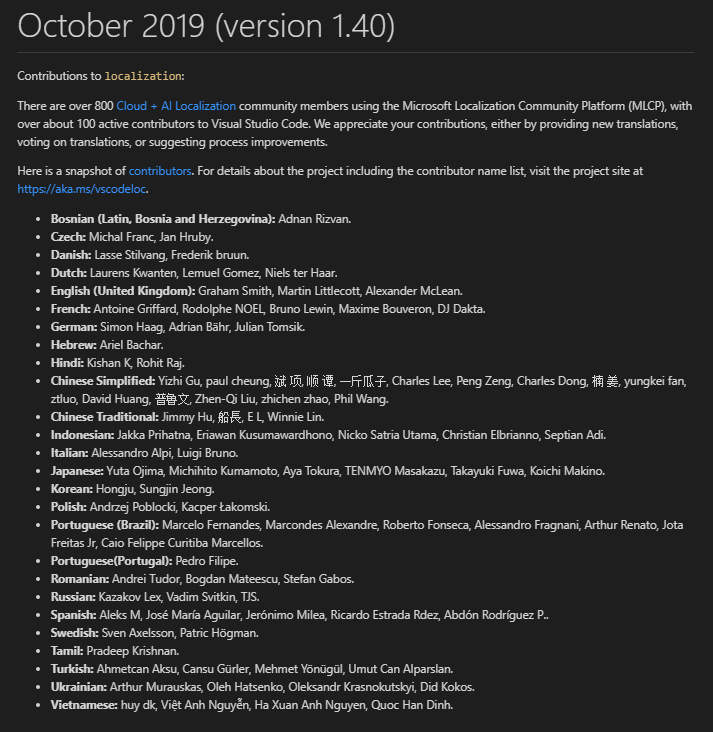 October 2019 (version 1.40)
Contributions to localization:
There are over 800 Cloud + AI Localization community members using the Microsoft Localization Community Platform (MLCP), with
over about 100 active contributors to Visual Studio Code. We appreciate your contributions, either by providing new translations,
voting on translations, or suggesting process improvements.
Here is a snapshot of contributors. For details about the project including the contributor name list, visit the project site at
https://aka.ms/vscodeloc.
• Bosnian (Latin, Bosnia and Herzegovina): Adnan Rizvan.
• Czech: Michal Franc, Jan Hruby.
• Danish: Lasse Stilvang, Frederik bruun.
• Dutch: Laurens Kwanten, Lemuel Gomez, Niels ter Haar.
• English (United Kingdom): Graham Smith, Martin Littlecott, Alexander McLean.
• French: Antoine Griffard, Rodolphe NOEL, Bruno Lewin, Maxime Bouveron, DJ Dakta.
• German: Simon Haag, Adrian Bähr, Julian Tomsik.
• Hebrew: Ariel Bachar.
• Hindi: Kishan K, Rohit Raj.
• Chinese Simplified: Yizhi Gu, paul cheung, 斌 项, 顺 谭, 一斤瓜子, Charles Lee, Peng Zeng, Charles Dong, 楠 姜, yungkei fan,
ztluo, David Huang, 普鲁文, Zhen-Qi Liu, zhichen zhao, Phil Wang.
• Chinese Traditional: Jimmy Hu, 船長, E L, Winnie Lin.
• Indonesian: Jakka Prihatna, Eriawan Kusumawardhono, Nicko Satria Utama, Christian Elbrianno, Septian Adi.
• Italian: Alessandro Alpi, Luigi Bruno.
• Japanese: Yuta Ojima, Michihito Kumamoto, Aya Tokura, TENMYO Masakazu, Takayuki Fuwa, Koichi Makino.
• Korean: Hongju, Sungjin Jeong.
• Polish: Andrzej Poblocki, Kacper Łakomski.
• Portuguese (Brazil): Marcelo Fernandes, Marcondes Alexandre, Roberto Fonseca, Alessandro Fragnani, Arthur Renato, Jota
Freitas Jr, Caio Felippe Curitiba Marcellos.
• Portuguese(Portugal): Pedro Filipe.
• Romanian: Andrei Tudor, Bogdan Mateescu, Stefan Gabos.
• Russian: Kazakov Lex, Vadim Svitkin, TJS.
• Spanish: Aleks M, José María Aguilar, Jerónimo Milea, Ricardo Estrada Rdez, Abdón Rodríguez P..
• Swedish: Sven Axelsson, Patric Högman.
• Tamil: Pradeep Krishnan.
• Turkish: Ahmetcan Aksu, Cansu Gürler, Mehmet Yönügül, Umut Can Alparslan.
• Ukrainian: Arthur Murauskas, Oleh Hatsenko, Oleksandr Krasnokutskyi, Did Kokos.
• Vietnamese: huy dk, Việt Anh Nguyễn, Ha Xuan Anh Nguyen, Quoc Han Dinh.